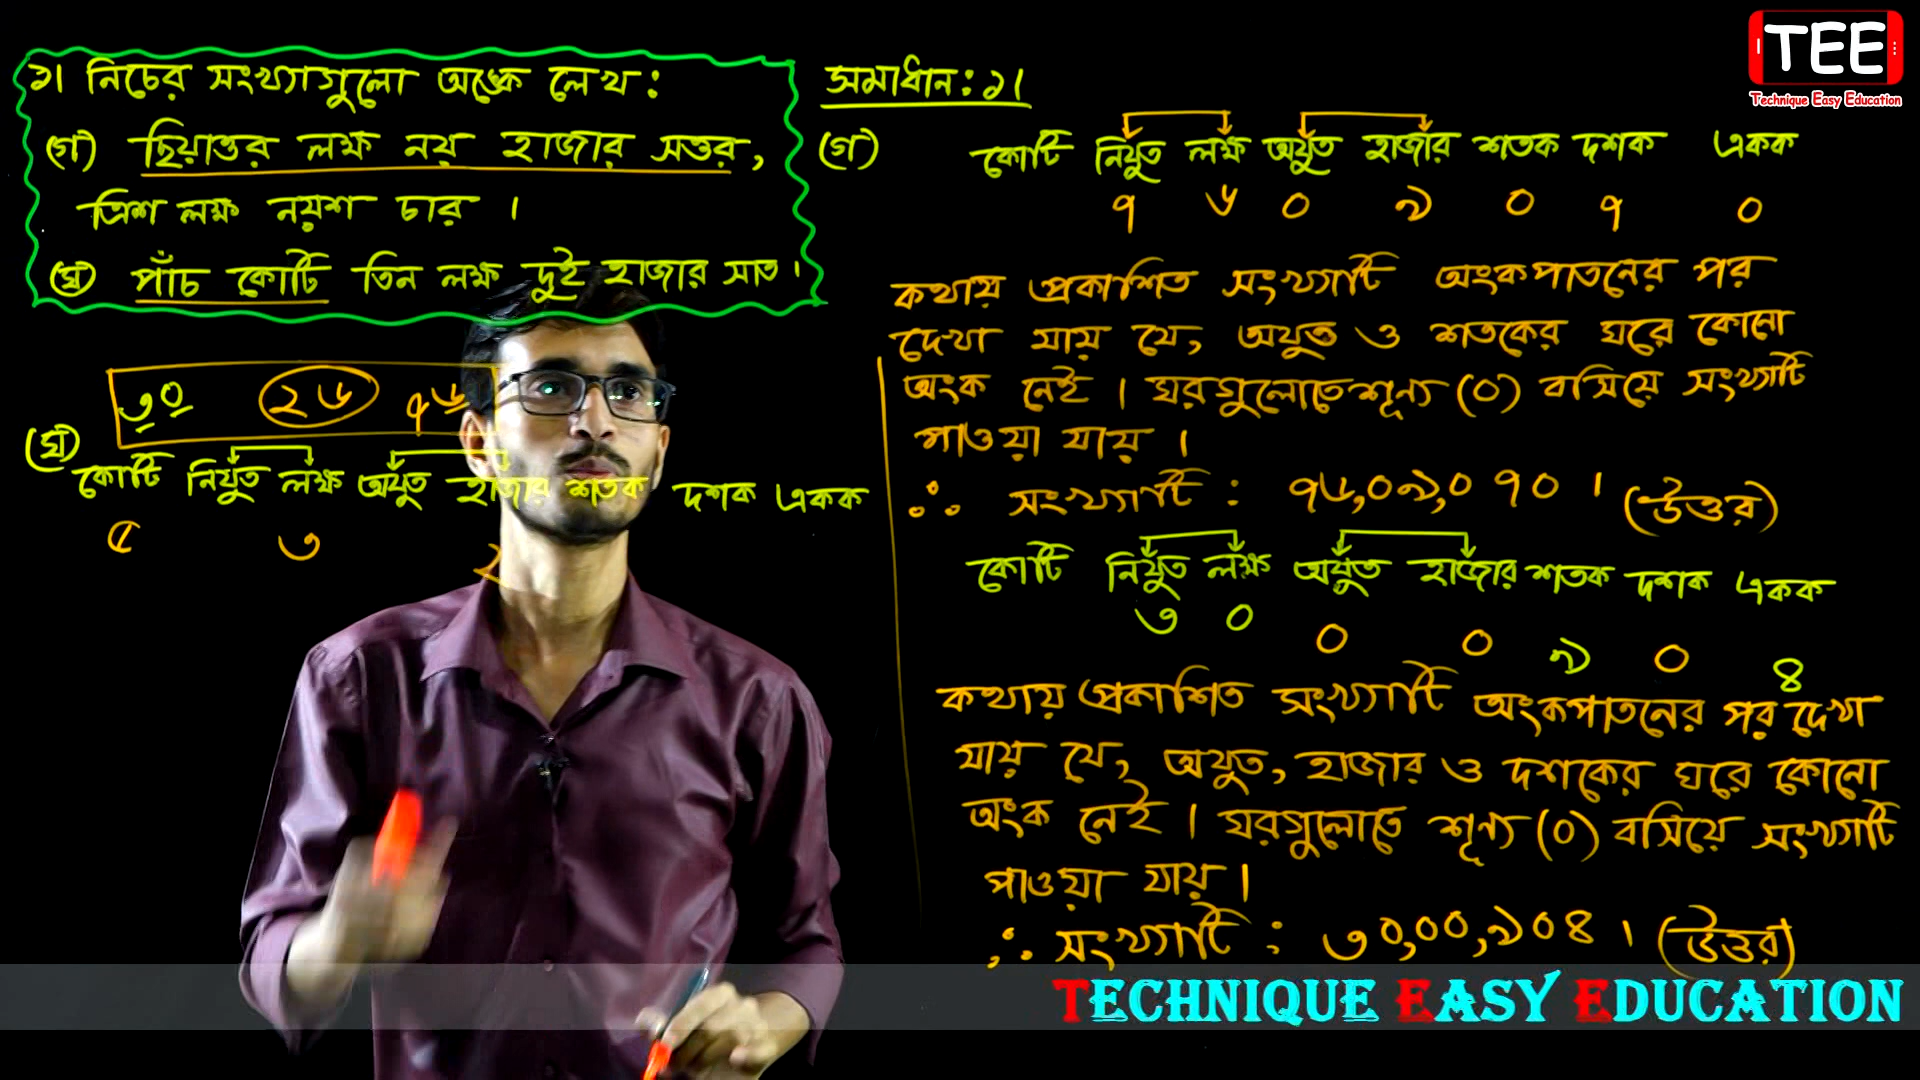 ১। নিচের সংখ্যাগুলো অঙ্কে লেখ:
(গ) ছিয়াত্তর লক্ষ নয় হাজার সত্তর,
ত্রিশ লক্ষ নয়শ চার ।
(ঘ) পাঁচ কোটি তিন লক্ষ দুই হাজার সাত ।
৩০ ২৬ ৭৬
(ঘ)
কোটি নিযুত লক্ষ অযুত হাজার শতক দশক একক
৫ ৩ ২
সমাধান: ১।
(গ) কোটি নিযুত লক্ষ অযুত হাজার শতক দশক একক
৭ ৬ ০ ৯ ০ ৭ ০
কথায় প্রকাশিত সংখ্যাটি অংকপাতনের পর
দেখা যায় যে, অযুত ও শতকের ঘরে কোনো
অংক নেই । ঘরগুলোতে শূন্য (০) বসিয়ে সংখ্যাটি
পাওয়া যায় ।
∴ সংখ্যাটি : ৭৬,০৯,০৭০ । (উত্তর)
কোটি নিযুত লক্ষ অযুত হাজার শতক দশক একক
৩ ০ ০ ০ ৯ ০ ৪
কথায় প্রকাশিত সংখ্যাটি অংকপাতনের পর দেখা
যায় যে, অযুত, হাজার ও দশকের ঘরে কোনো
অংক নেই । ঘরগুলোতে শূন্য (০) বসিয়ে সংখ্যাটি
পাওয়া যায় ।
∴ সংখ্যাটি : ৩০,০০,৯০৪ । (উত্তর)
TEE
Technique Easy Education
TECHNIQUE EASY EDUCATION